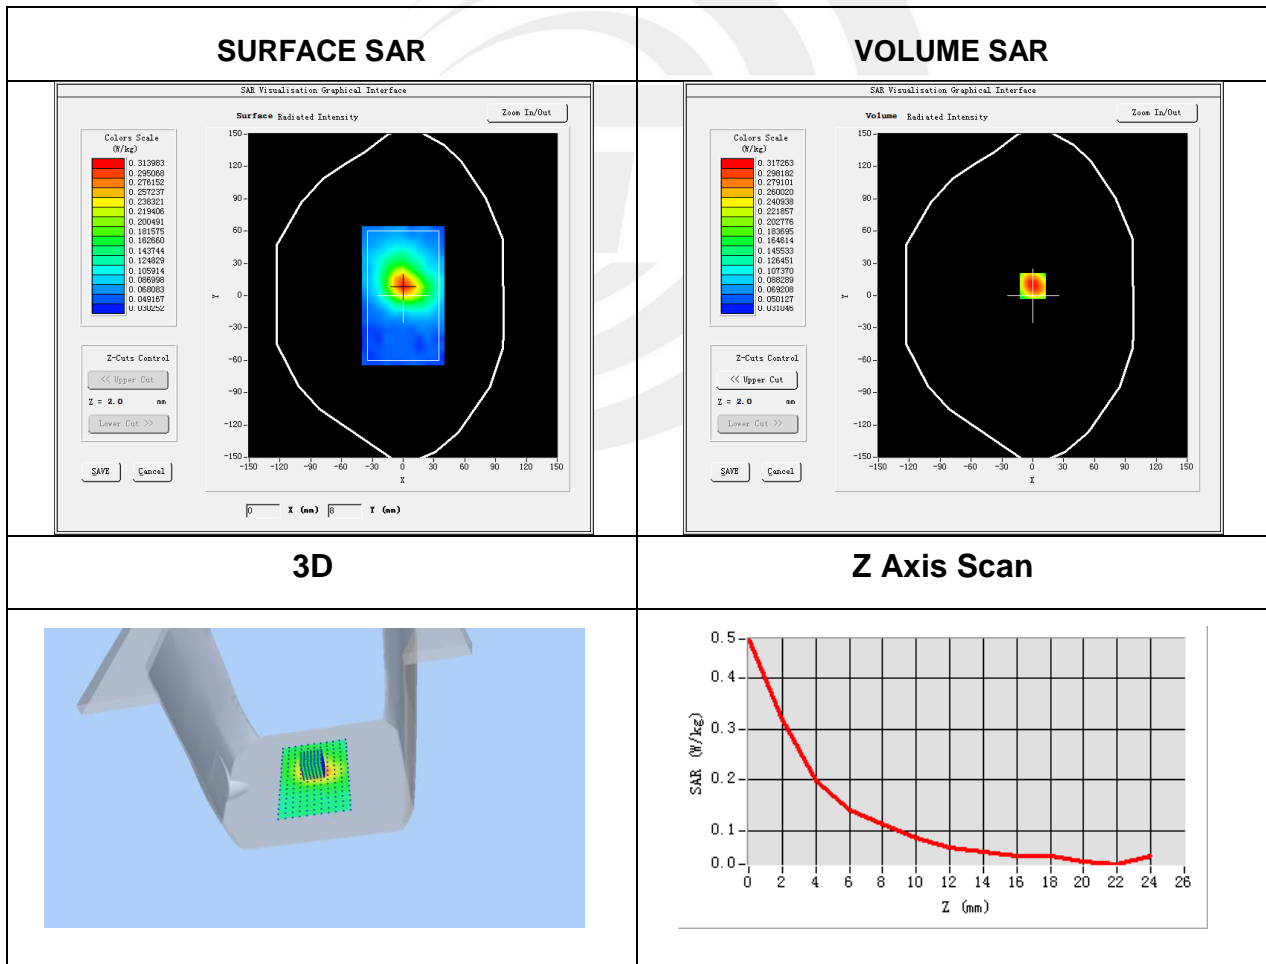 SURFACE SAR
SAR Visualisation Graphical Interface
Surface Radiated Intensity
Zoom In/Out
Colors Scale
(W/kg)
0.313983
0.295068
0.276152
0.257237
0.238321
0.219406
0.200491
0.181575
0.162660
0.143744
0.124829
0.105914
0.086998
0.068083
0.049167
0.030252
Z-Cuts Control
<< Upper Cut
Z = 2.0 mm
Lower Cut >>
SAVE Cancel
150
120
90
60
30
0
-30
-60
-90
-120
-150
Y
-150 -120 -90 -60 -30 0 30 60 90 120 150
X
0 X (mm) 8 Y (mm)
VOLUME SAR
SAR Visualisation Graphical Interface
Volume Radiated Intensity
Zoom In/Out
Colors Scale
(W/kg)
0.317263
0.298182
0.279101
0.260020
0.240938
0.221857
0.202776
0.183695
0.164614
0.145533
0.126451
0.107370
0.088289
0.069208
0.050127
0.031046
Z-Cuts Control
<< Upper Cut
Z = 2.0 mm
Lower Cut >>
SAVE Cancel
150
120
90
60
30
0
-30
-60
-90
-120
-150
Y
-150 -120 -90 -60 -30 0 30 60 90 120 150
X
3D
Z Axis Scan
0.5
0.4
0.3
0.2
0.1
0.0
SAR (W/kg)
0 2 4 6 8 10 12 14 16 18 20 22 24 26
Z (mm)